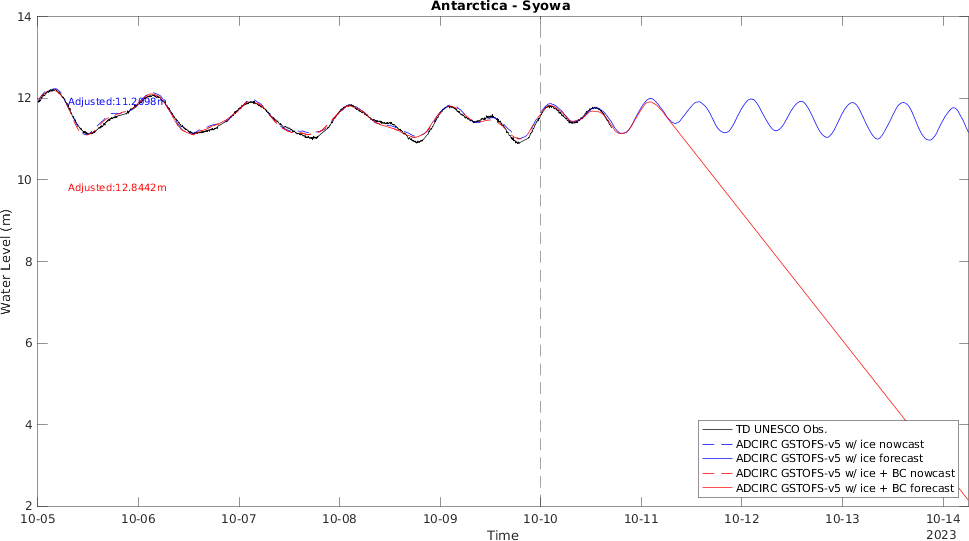 Antarctica - Syowa
14
12
10
8
6
4
2
Water Level (m)
Adjusted:11.2698m
Adjusted:12.8442m
TD UNESCO Obs.
ADCIRC GSTOFS-v5 w/ ice nowcast
ADCIRC GSTOFS-v5 w/ ice forecast
ADCIRC GSTOFS-v5 w/ ice + BC nowcast
ADCIRC GSTOFS-v5 w/ ice + BC forecast
10-05 10-06 10-07 10-08 10-09 10-10 10-11 10-12 10-13 10-14
2023
Time